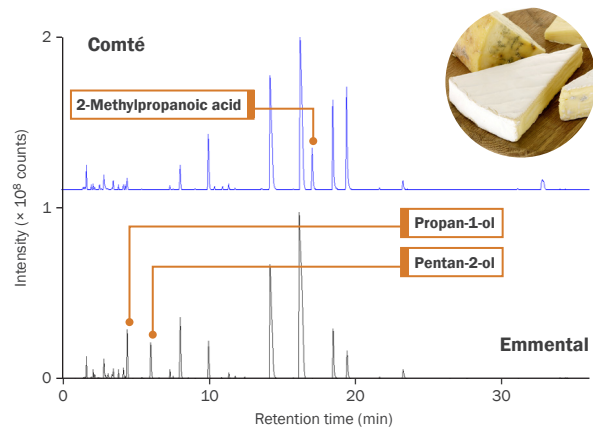 2
Comté
2-Methylpropanoic acid
1
Intensity (× 10⁸ counts)
Propan-1-ol
Pentan-2-ol
Emmental
0
0 10 20 30
Retention time (min)